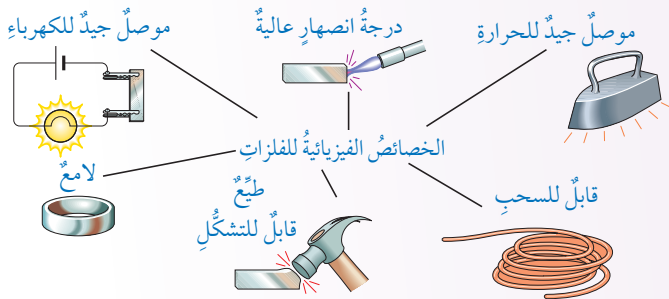 موصلٌ جيدٌ للحرارةِ
درجةُ انصهارٍ عاليةٌ
موصلٌ جيدٌ للكهرباءِ
الخصائصُ الفيزيائيةُ للفلزاتِ
لامعٌ
طيِّعٌ
قابلٌ للتشكُّلِ
قابلٌ للسحبِ